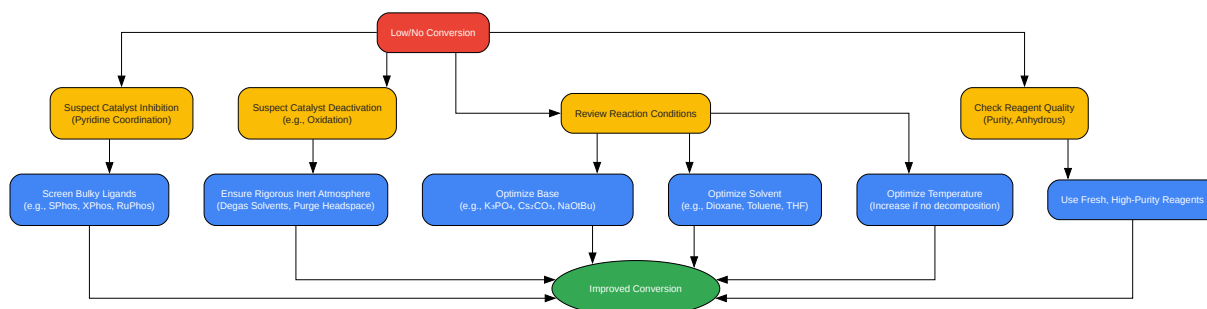 Low/No Conversion
Suspect Catalyst Inhibition
(Pyridine Coordination)
Suspect Catalyst Deactivation
(e.g., Oxidation)
Review Reaction Conditions
Check Reagent Quality
(Purity, Anhydrous)
Screen Bulky Ligands
(e.g., SPhos, XPhos, RuPhos)
Ensure Rigorous Inert Atmosphere
(Degas Solvents, Purge Headspace)
Optimize Base
(e.g., K₃PO₄, Cs₂CO₃, NaOtBu)
Optimize Solvent
(e.g., Dioxane, Toluene, THF)
Optimize Temperature
(Increase if no decomposition)
Use Fresh, High-Purity Reagents
Improved Conversion